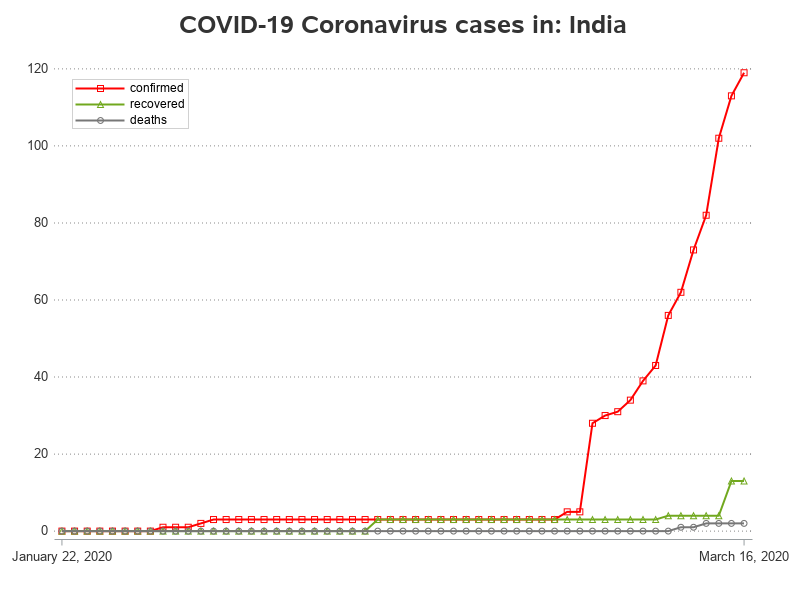 COVID-19 Coronavirus cases in: India
120
confirmed
recovered
deaths
100
80
60
40
20
0
January 22, 2020
March 16, 2020